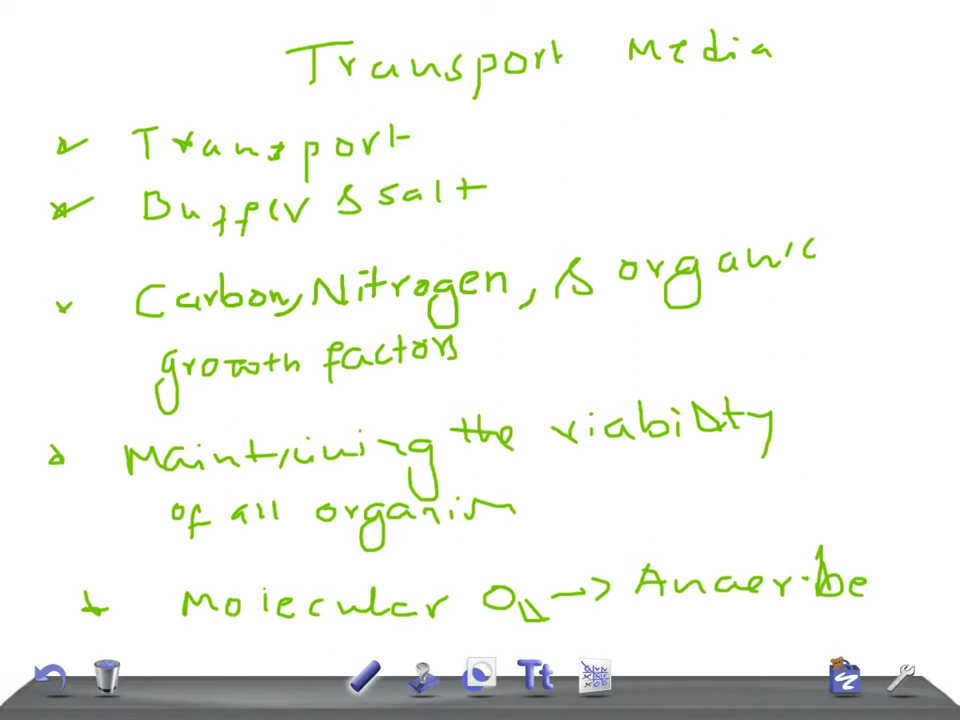 Transport media
Transport
Buffer & salt
Carbon, Nitrogen, & organic
growth factors
Maintaining the viability
of all organism
Molecular O2 -> Anaerobe
Tt